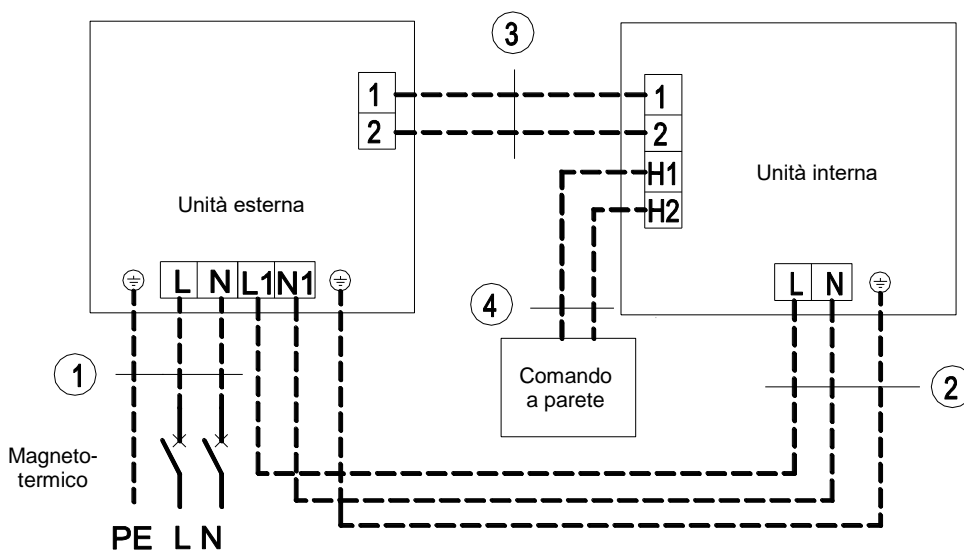 3
1
2
1
2
H1
H2
Unità esterna
Unità interna
L N L1 N1
L N
4
1
Comando
a parete
2
Magneto-
termico
PE L N